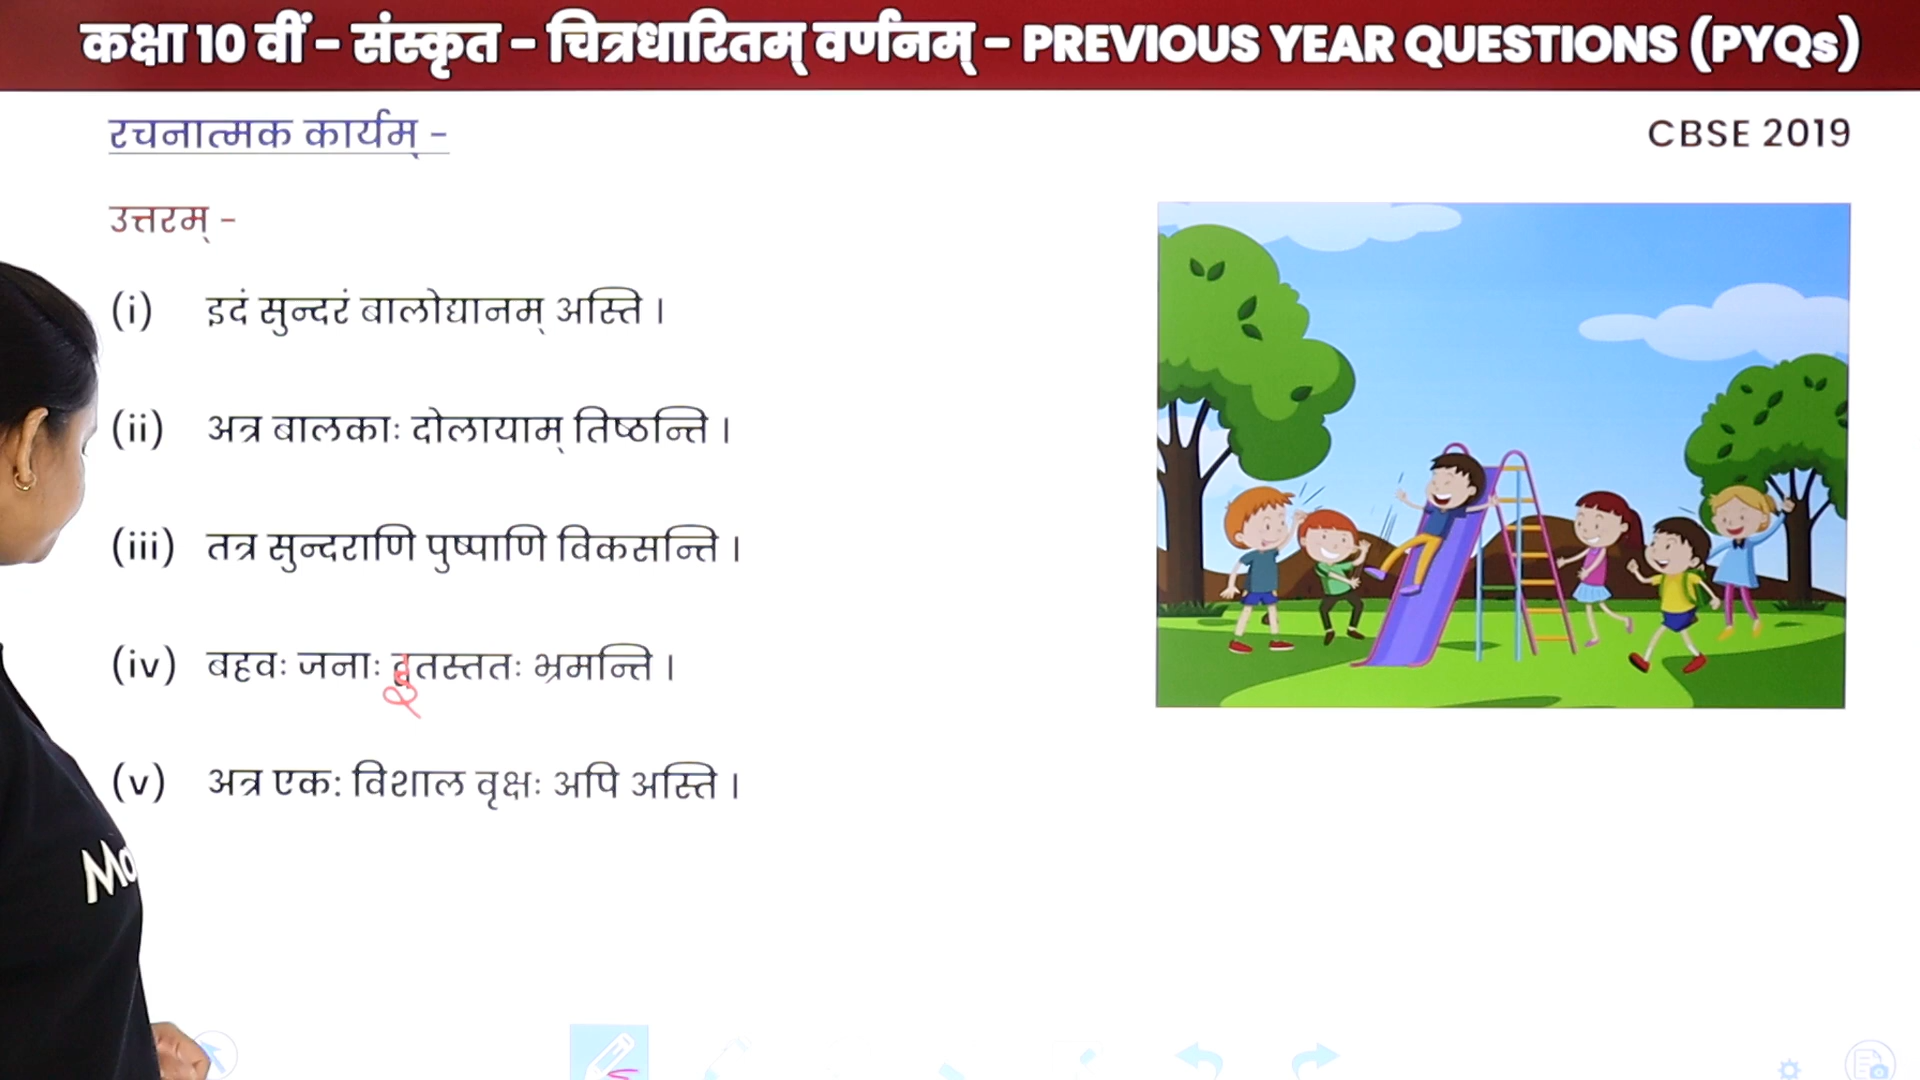 कक्षा 10 वीं - संस्कृत - चित्रधारितम् वर्णनम् - PREVIOUS YEAR QUESTIONS (PYQs)
रचनात्मक कार्यम् -
CBSE 2019
उत्तरम् -
(i) इदं सुन्दरं बालोद्यानम् अस्ति ।
(ii) अत्र बालकाः दोलायाम् तिष्ठन्ति ।
(iii) तत्र सुन्दराणि पुष्पाणि विकसन्ति ।
(iv) बहवः जनाः इतस्ततः भ्रमन्ति ।
(v) अत्र एक: विशाल वृक्षः अपि अस्ति ।